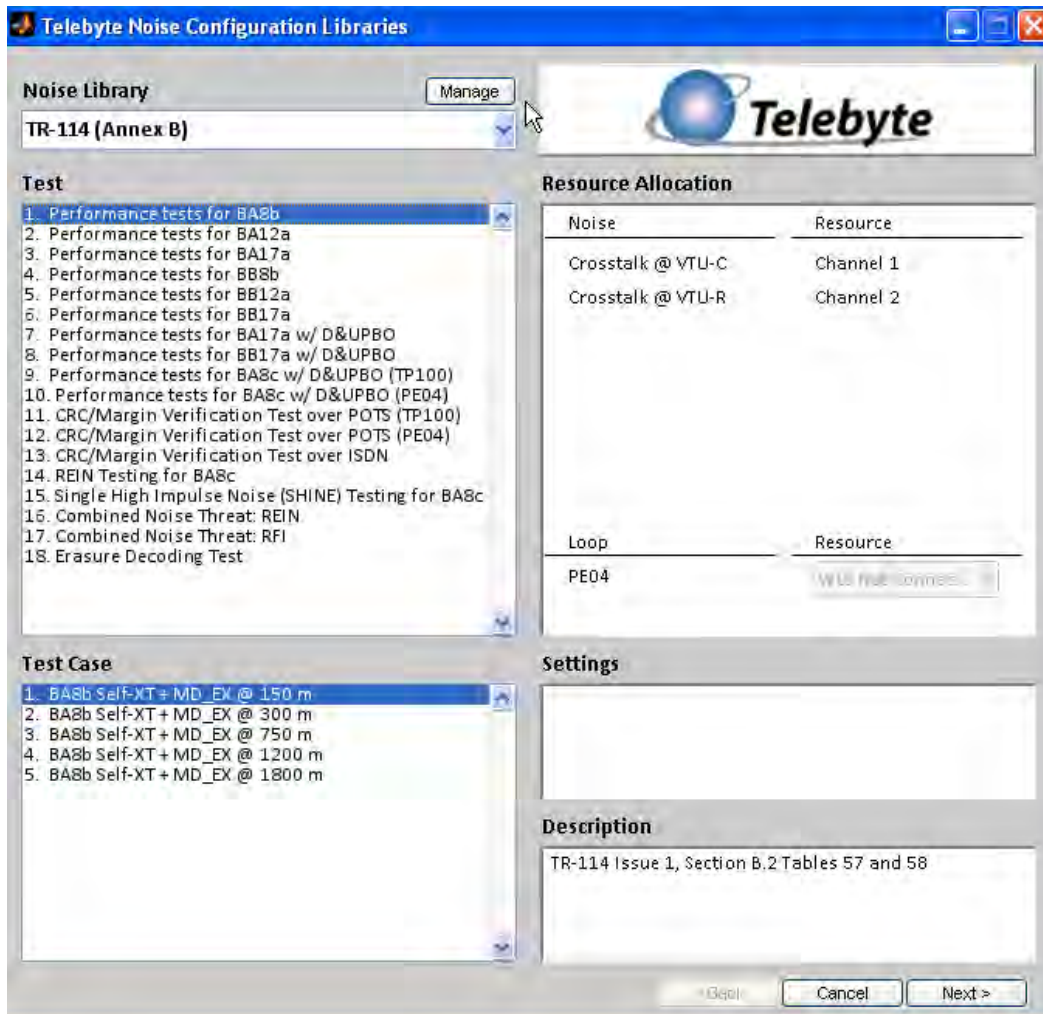 Telebyte Noise Configuration Libraries
Noise Library
Manage
TR-114 (Annex B)
Telebyte
Test
1. Performance tests for BA8b
2. Performance tests for BA12a
3. Performance tests for BA17a
4. Performance tests for BB8b
5. Performance tests for BB12a
6. Performance tests for BB17a
7. Performance tests for BA17a w/ D&UPBO
8. Performance tests for BB17a w/ D&UPBO
9. Performance tests for BA8c w/ D&UPBO (TP100)
10. Performance tests for BA8c w/ D&UPBO (PE04)
11. CRC/Margin Verification Test over POTS (TP100)
12. CRC/Margin Verification Test over POTS (PE04)
13. CRC/Margin Verification Test over ISDN
14. REIN Testing for BA8c
15. Single High Impulse Noise (SHINE) Testing for BA8c
16. Combined Noise Threat: REIN
17. Combined Noise Threat: RFI
18. Erasure Decoding Test
Resource Allocation
Noise Resource
Crosstalk @ VTU-C Channel 1
Crosstalk @ VTU-R Channel 2
Loop Resource
PE04
Test Case
1. BA8b Self-XT + MD_EX @ 150 m
2. BA8b Self-XT + MD_EX @ 300 m
3. BA8b Self-XT + MD_EX @ 750 m
4. BA8b Self-XT + MD_EX @ 1200 m
5. BA8b Self-XT + MD_EX @ 1800 m
Settings
Description
TR-114 Issue 1, Section B.2 Tables 57 and 58
Cancel
Next >